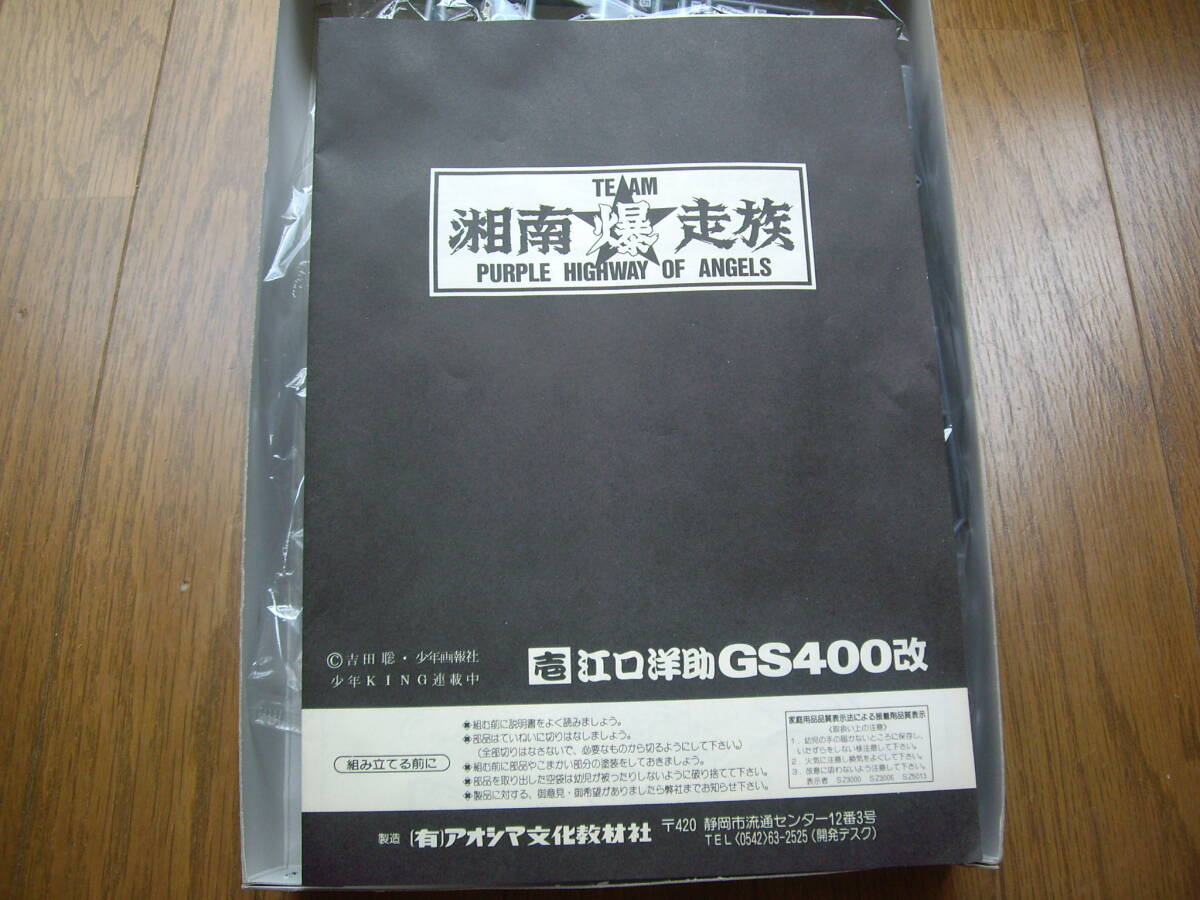 TEAM
湘南爆走族
PURPLE HIGHWAY OF ANGELS
©吉田聡・少年画報社
少年KING連載中
壱 江口洋助GS400改
組み立てる前に
✖組む前に説明書をよく読みましょう。
✖部品はていねいに切りはなしましょう。
(全部切りはなさないで、必要なものから切るようにして下さい。)
✖組む前に部品やこまかい部分の塗装をしておきましょう。
✖部品を取り出した空袋は幼児が被ったりしないように破り捨てて下さい。
✖製品に対する、御意見・御希望がありましたら弊社までお知らせ下さい。
家庭用品品質表示法による接着剤品質表示
〈取扱い上の注意〉
1. 幼児の手の届かないところに保存し、
いたずらをしない様注意して下さい。
2. 火気に注意し換気をよくして下さい。
3. 故意に吸わないよう注意して下さい。
表示者 SZ3000 SZ3006 SZ5013
製造 (有)アオシマ文化教材社
〒420 静岡市流通センター12番3号
TEL〈0542〉63-2525(開発デスク)